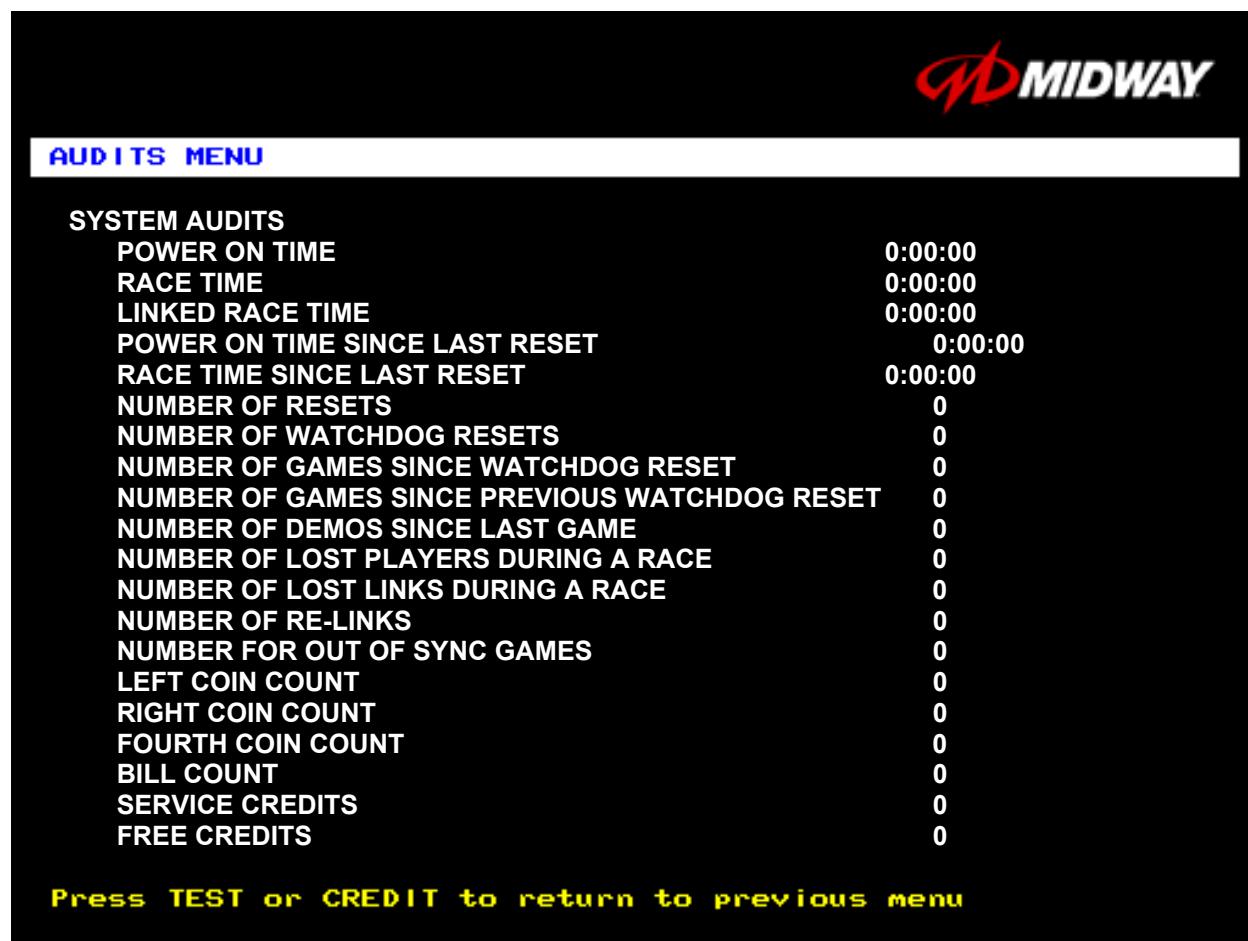 MIDWAY
AUDITS MENU
SYSTEM AUDITS
POWER ON TIME 0:00:00
RACE TIME 0:00:00
LINKED RACE TIME 0:00:00
POWER ON TIME SINCE LAST RESET 0:00:00
RACE TIME SINCE LAST RESET 0:00:00
NUMBER OF RESETS 0
NUMBER OF WATCHDOG RESETS 0
NUMBER OF GAMES SINCE WATCHDOG RESET 0
NUMBER OF GAMES SINCE PREVIOUS WATCHDOG RESET 0
NUMBER OF DEMOS SINCE LAST GAME 0
NUMBER OF LOST PLAYERS DURING A RACE 0
NUMBER OF LOST LINKS DURING A RACE 0
NUMBER OF RE-LINKS 0
NUMBER FOR OUT OF SYNC GAMES 0
LEFT COIN COUNT 0
RIGHT COIN COUNT 0
FOURTH COIN COUNT 0
BILL COUNT 0
SERVICE CREDITS 0
FREE CREDITS 0
Press TEST or CREDIT to return to previous menu